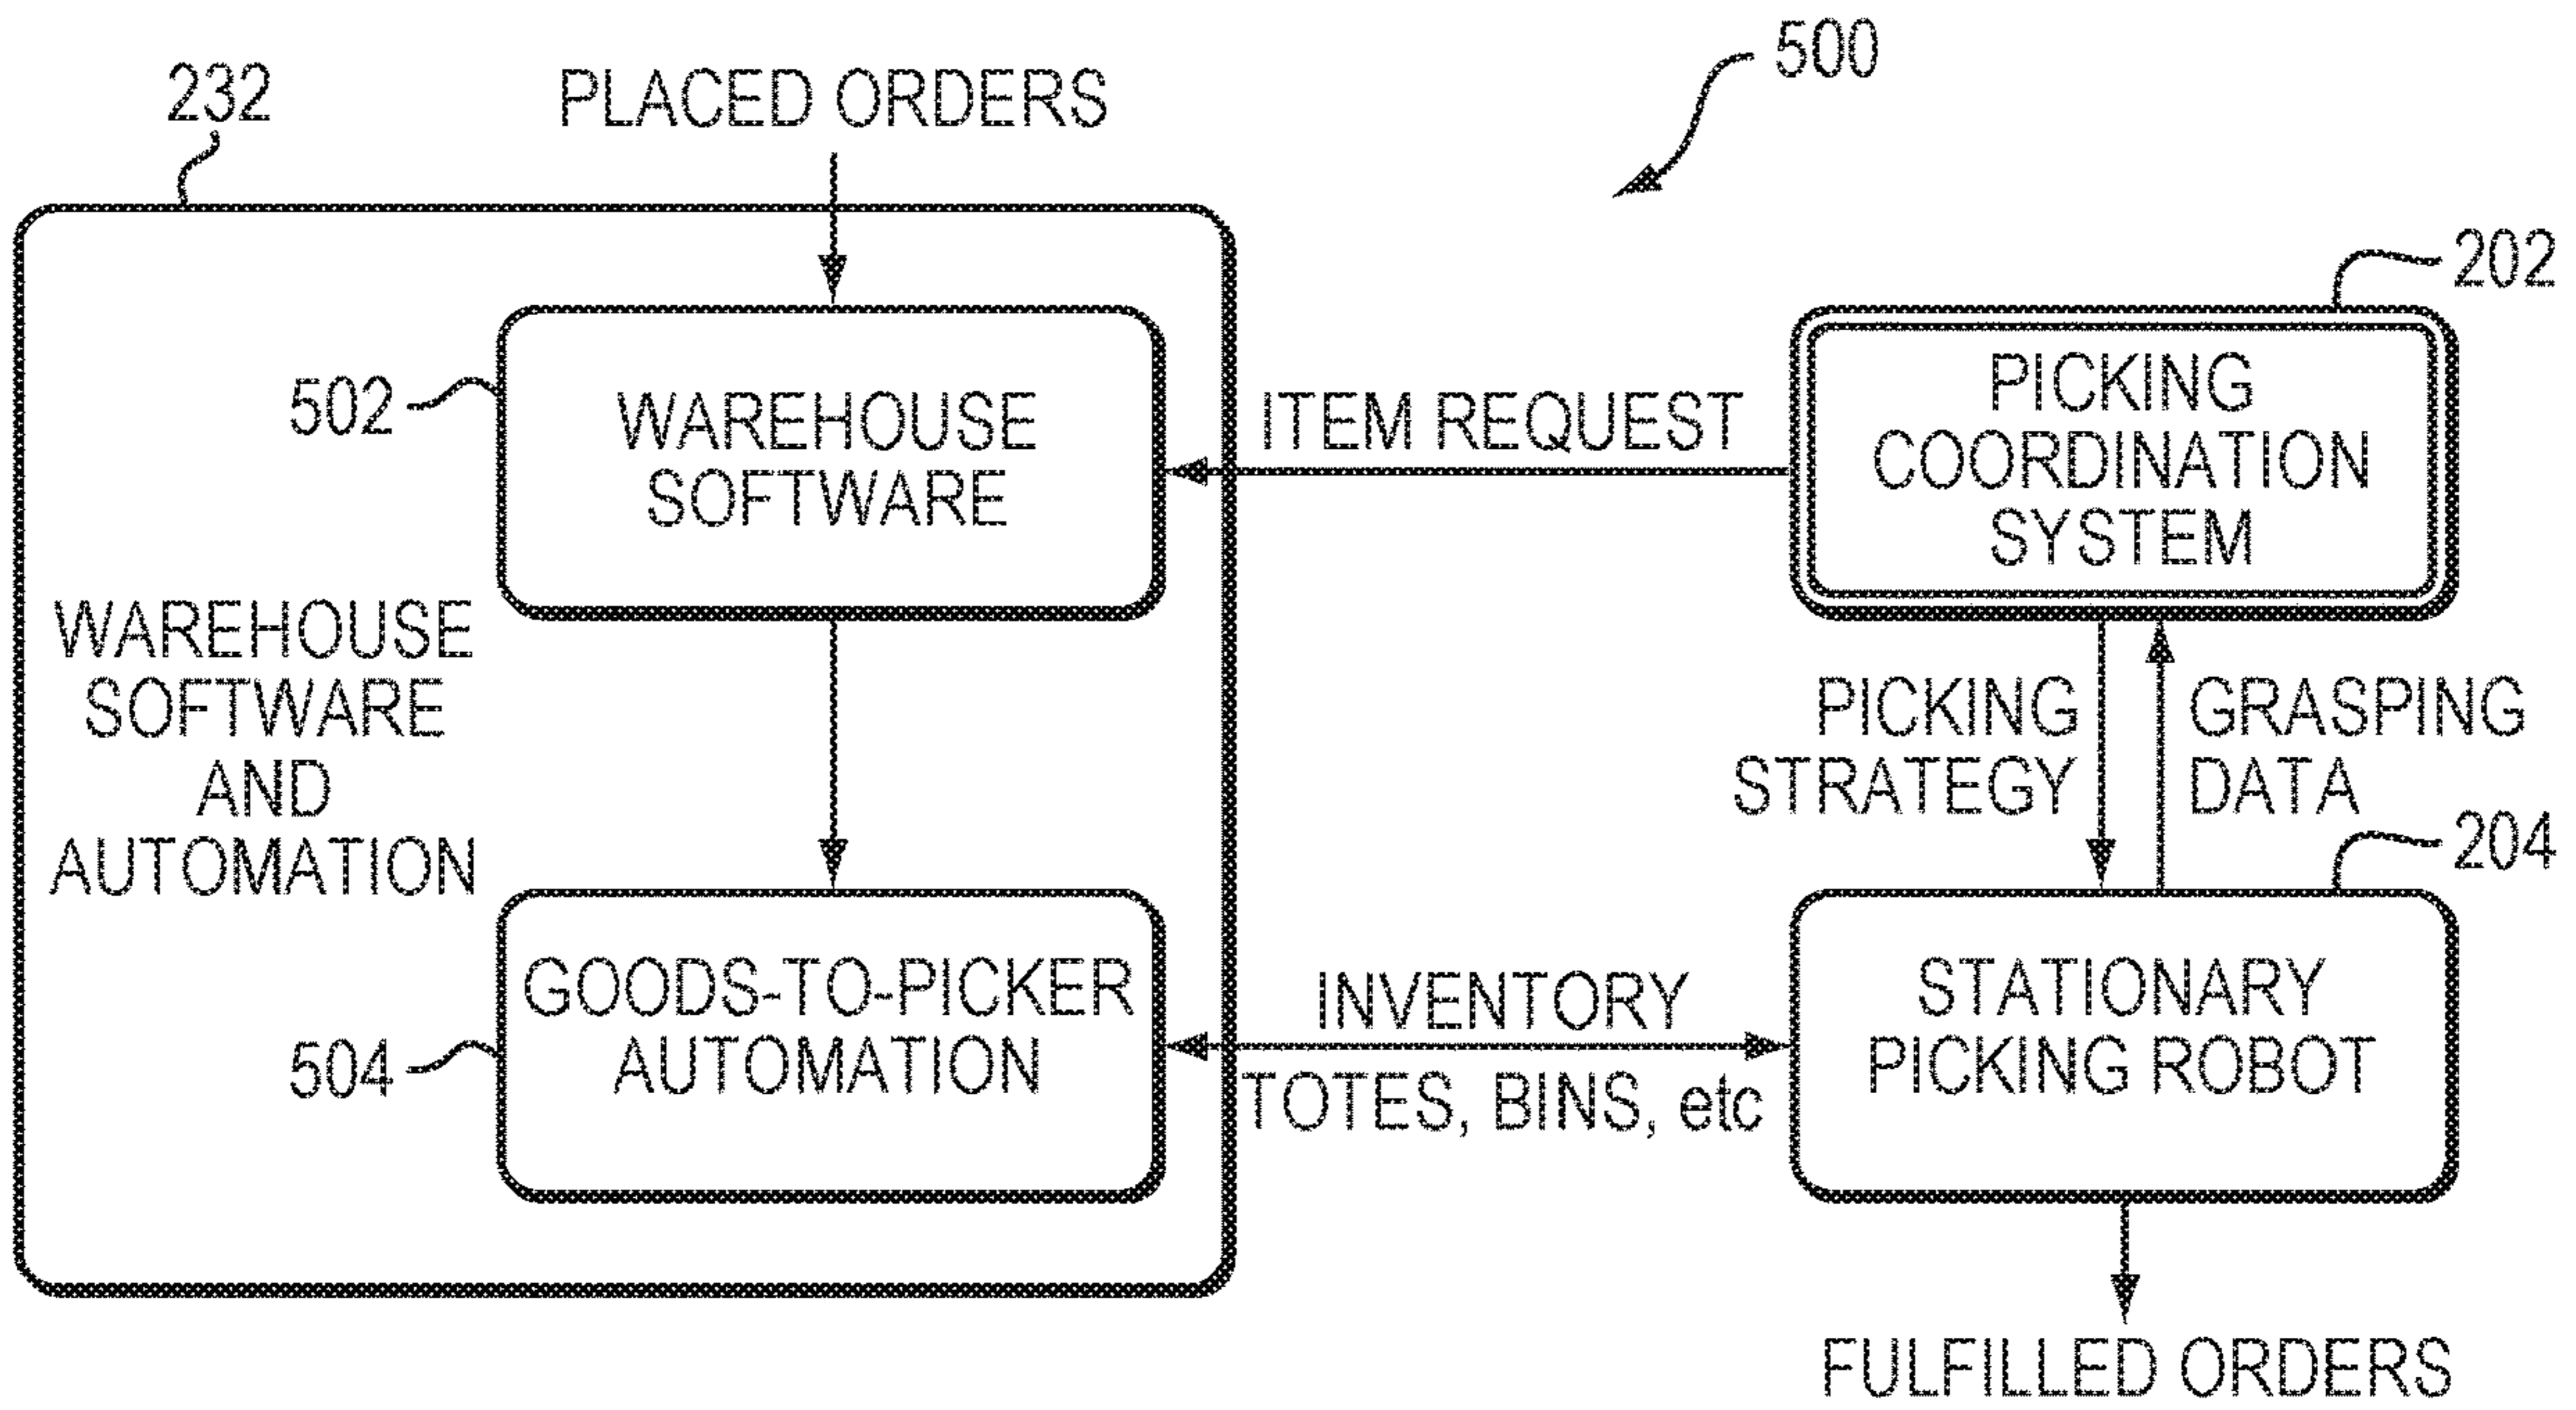 500
232
PLACED ORDERS
202
502
WAREHOUSE
SOFTWARE
ITEM REQUEST
PICKING
COORDINATION
SYSTEM
WAREHOUSE
SOFTWARE
AND
AUTOMATION
PICKING
STRATEGY
GRASPING
DATA
204
504
GOODS-TO-PICKER
AUTOMATION
INVENTORY
TOTES, BINS, etc
STATIONARY
PICKING ROBOT
FULFILLED ORDERS